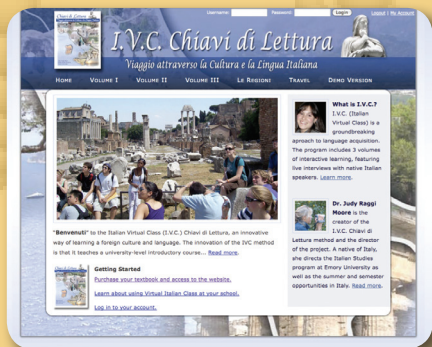 Username: Password: Login Logout | My Account
Chiavi di Lettura
I.V.C. Chiavi di Lettura
Viaggio attraverso la Cultura e la Lingua Italiana
HOME VOLUME I VOLUME II VOLUME III LE REGIONI TRAVEL DEMO VERSION
"Benvenuti" to the Italian Virtual Class (I.V.C.) Chiavi di Lettura, an innovative
way of learning a foreign culture and language. The innovation of the IVC method
is that it teaches a university-level introductory course... Read more.
Getting Started
Purchase your textbook and access to the website.
Learn about using Virtual Italian Class at your school.
Log in to your account.
What is I.V.C.?
I.V.C. (Italian
Virtual Class) is a
groundbreaking
aproach to language acquisition.
The program includes 3 volumes
of interactive learning, featuring
live interviews with native Italian
speakers. Learn more.
Dr. Judy Raggi
Moore is the
creator of the
I.V.C. Chiavi di
Lettura method and the director
of the project. A native of Italy,
she directs the Italian Studies
program at Emory University as
well as the summer and semester
opportunities in Italy. Read more.